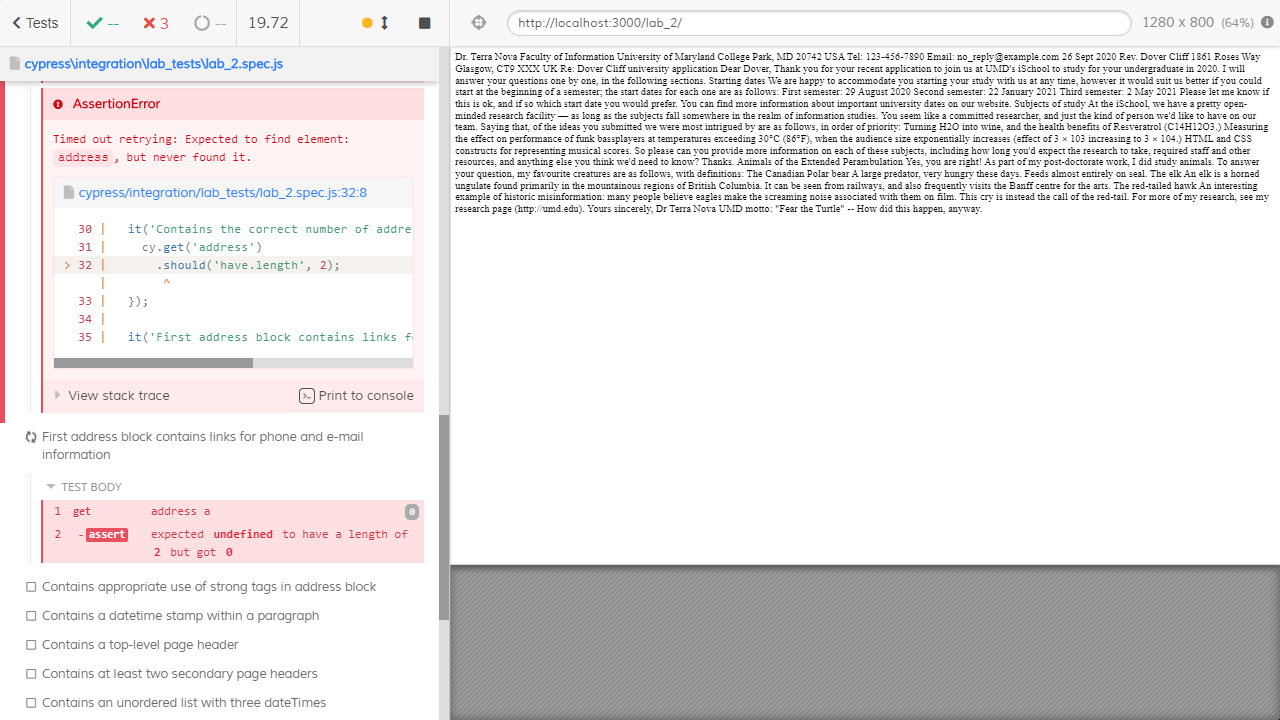 Tests
--
3
--
19.72
http://localhost:3000/lab_2/
1280 x 800 (64%)
cypress\integration\lab_tests\lab_2.spec.js
AssertionError
Timed out retrying: Expected to find element:
address, but never found it.
cypress/integration/lab_tests/lab_2.spec.js:32:8
30 | it('Contains the correct number of addre
31 | cy.get('address')
> 32 | .should('have.length', 2);
| ^
33 | });
34 |
35 | it('First address block contains links f
View stack trace
Print to console
First address block contains links for phone and e-mail
information
TEST BODY
1 get address a 0
2 -assert expected undefined to have a length of
2 but got 0
Contains appropriate use of strong tags in address block
Contains a datetime stamp within a paragraph
Contains a top-level page header
Contains at least two secondary page headers
Contains an unordered list with three dateTimes
Dr. Terra Nova Faculty of Information University of Maryland College Park, MD 20742 USA Tel: 123-456-7890 Email: no_reply@example.com 26 Sept 2020 Rev. Dover Cliff 1861 Roses Way
Glasgow, CT9 XXX UK Re: Dover Cliff university application Dear Dover, Thank you for your recent application to join us at UMD's iSchool to study for your undergraduate in 2020. I will
answer your questions one by one, in the following sections. Starting dates We are happy to accommodate you starting your study with us at any time, however it would suit us better if you could
start at the beginning of a semester; the start dates for each one are as follows: First semester: 29 August 2020 Second semester: 22 January 2021 Third semester: 2 May 2021 Please let me know if
this is ok, and if so which start date you would prefer. You can find more information about important university dates on our website. Subjects of study At the iSchool, we have a pretty open-
minded research facility — as long as the subjects fall somewhere in the realm of information studies. You seem like a committed researcher, and just the kind of person we'd like to have on our
team. Saying that, of the ideas you submitted we were most intrigued by are as follows, in order of priority: Turning H2O into wine, and the health benefits of Resveratrol (C14H12O3.) Measuring
the effect on performance of funk bassplayers at temperatures exceeding 30°C (86°F), when the audience size exponentially increases (effect of 3 × 103 increasing to 3 × 104.) HTML and CSS
constructs for representing musical scores. So please can you provide more information on each of these subjects, including how long you'd expect the research to take, required staff and other
resources, and anything else you think we'd need to know? Thanks. Animals of the Extended Perambulation Yes, you are right! As part of my post-doctorate work, I did study animals. To answer
your question, my favourite creatures are as follows, with definitions: The Canadian Polar bear A large predator, very hungry these days. Feeds almost entirely on seal. The elk An elk is a horned
ungulate found primarily in the mountainous regions of British Columbia. It can be seen from railways, and also frequently visits the Banff centre for the arts. The red-tailed hawk An interesting
example of historic misinformation: many people believe eagles make the screaming noise associated with them on film. This cry is instead the call of the red-tail. For more of my research, see my
research page (http://umd.edu). Yours sincerely, Dr Terra Nova UMD motto: "Fear the Turtle" -- How did this happen, anyway.